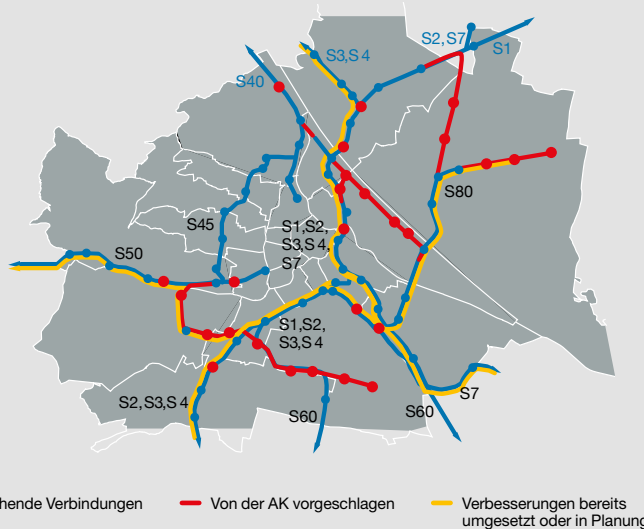 S2, S7
S1
S3, S 4
S40
S80
S45
S1, S2,
S3, S 4,
S7
S50
S1, S2,
S3, S 4
S2, S3, S 4
S60
S60
S7
hende Verbindungen
Von der AK vorgeschlagen
Verbesserungen bereits
umgesetzt oder in Planung